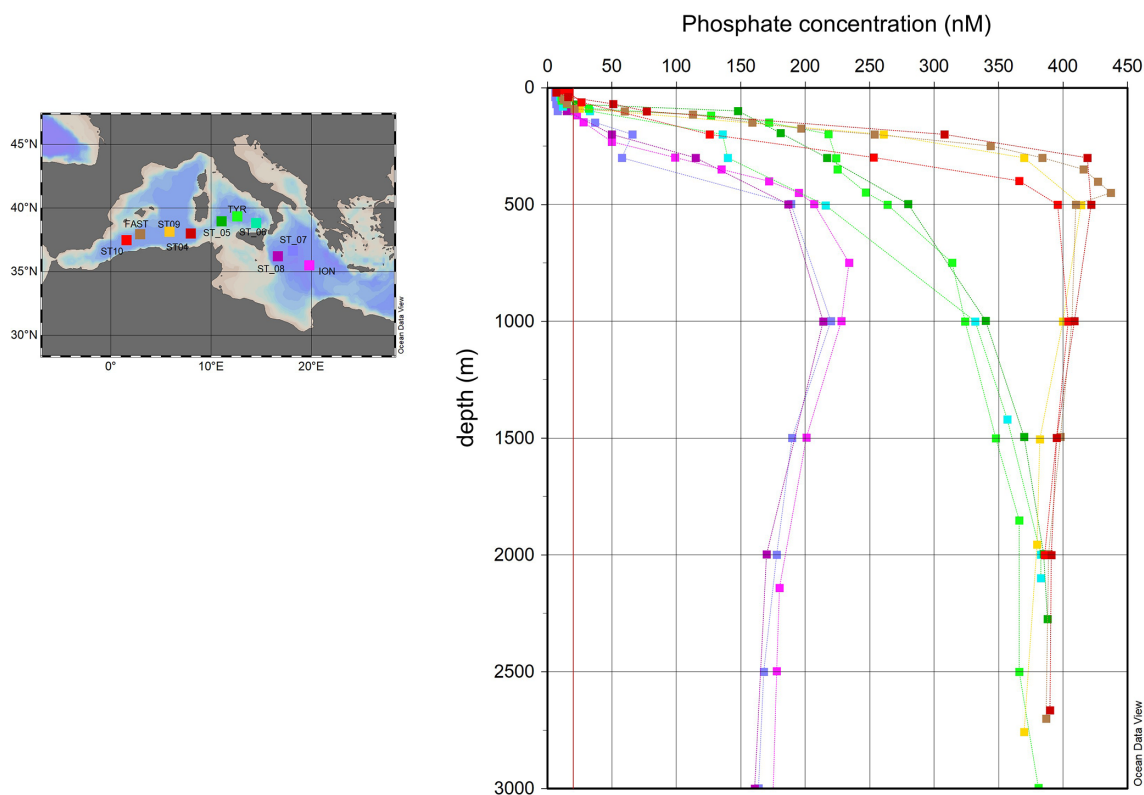 Phosphate concentration (nM)
0 50 100 150 200 250 300 350 400 450
0
500
1000
1500
2000
2500
3000
depth (m)
Ocean Data View
45°N
40°N
35°N
30°N
0° 10°E 20°E
FAST ST09 TYR
ST10 ST04 ST_05 ST_06 ST_07
ST_08 ION
Ocean Data View